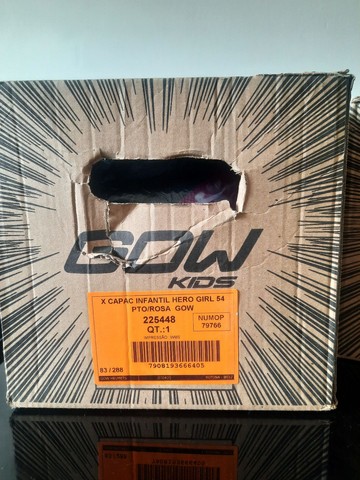 GOW
KIDS
X CAPAC INFANTIL HERO GIRL 54
PTO/ROSA GOW
225448
QT.:1
NUMOP
79766
83/288
7908193666405